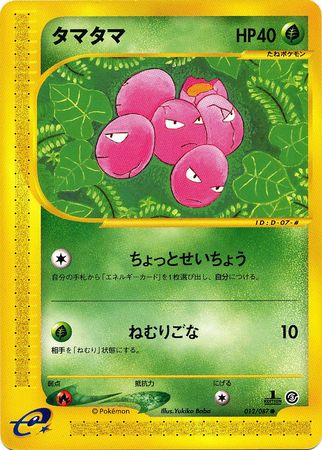 タマタマ HP40
たねポケモン
ID:D-07-#
ちょっとせいちょう
自分の手札から「エネルギーカード」を1枚選び出し、自分につける。
ねむりごな 10
相手を「ねむり」状態にする。
弱点 抵抗力 にげる
© Pokémon Illus.Yukiko Baba 1 EDITION 012/087 ●
e